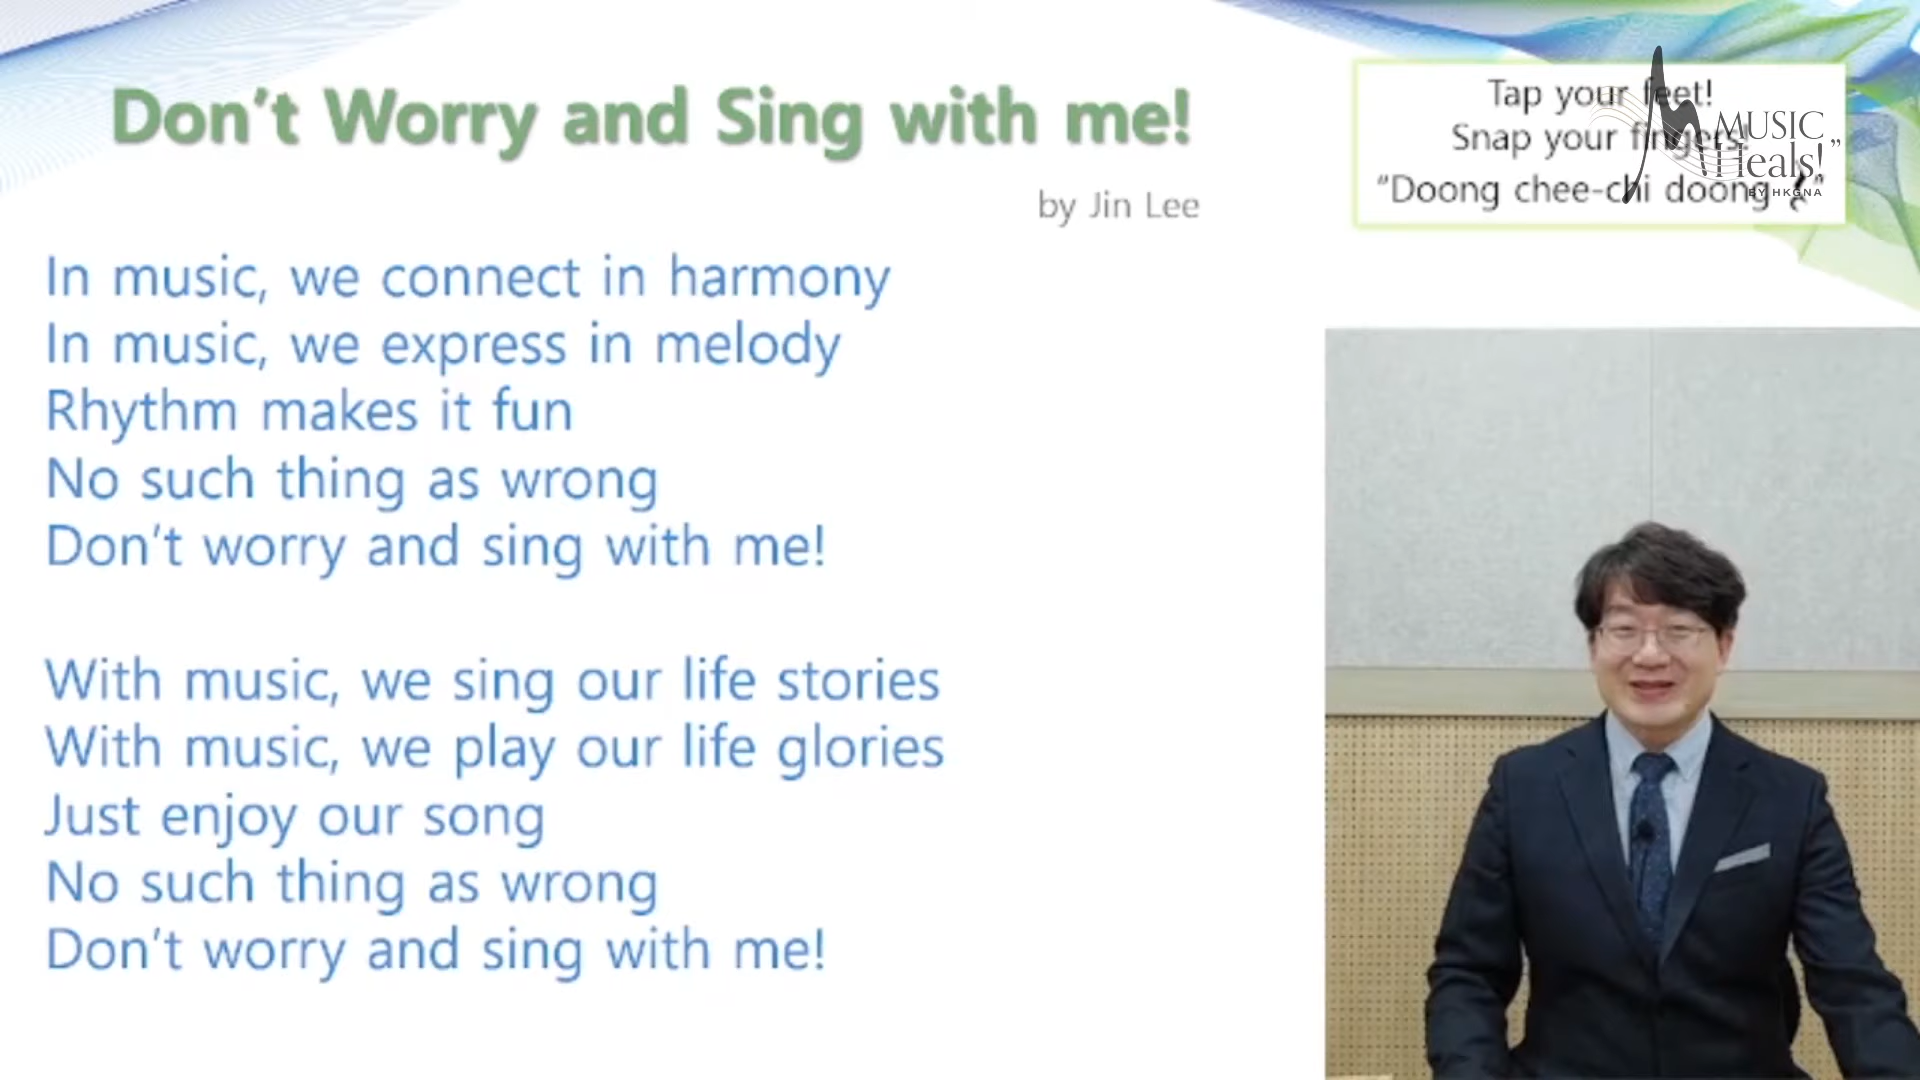 Don't Worry and Sing with me!
by Jin Lee
Tap your feet!
Snap your fingers!
"Doong chee-chi doong
MUSIC
Heals!"
BY HKGNA
In music, we connect in harmony
In music, we express in melody
Rhythm makes it fun
No such thing as wrong
Don't worry and sing with me!
With music, we sing our life stories
With music, we play our life glories
Just enjoy our song
No such thing as wrong
Don't worry and sing with me!